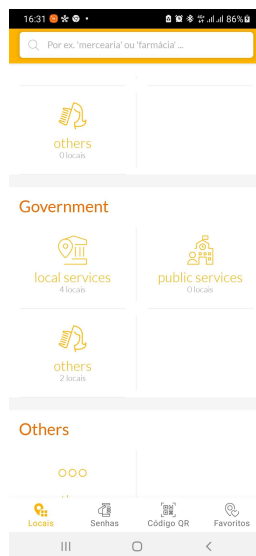 16:31
86%
Por ex. 'mercearia' ou 'farmácia' ...
others
0 locais
Government
local services
4 locais
public services
0 locais
others
2 locais
Others
Locais
Senhas
Código QR
Favoritos